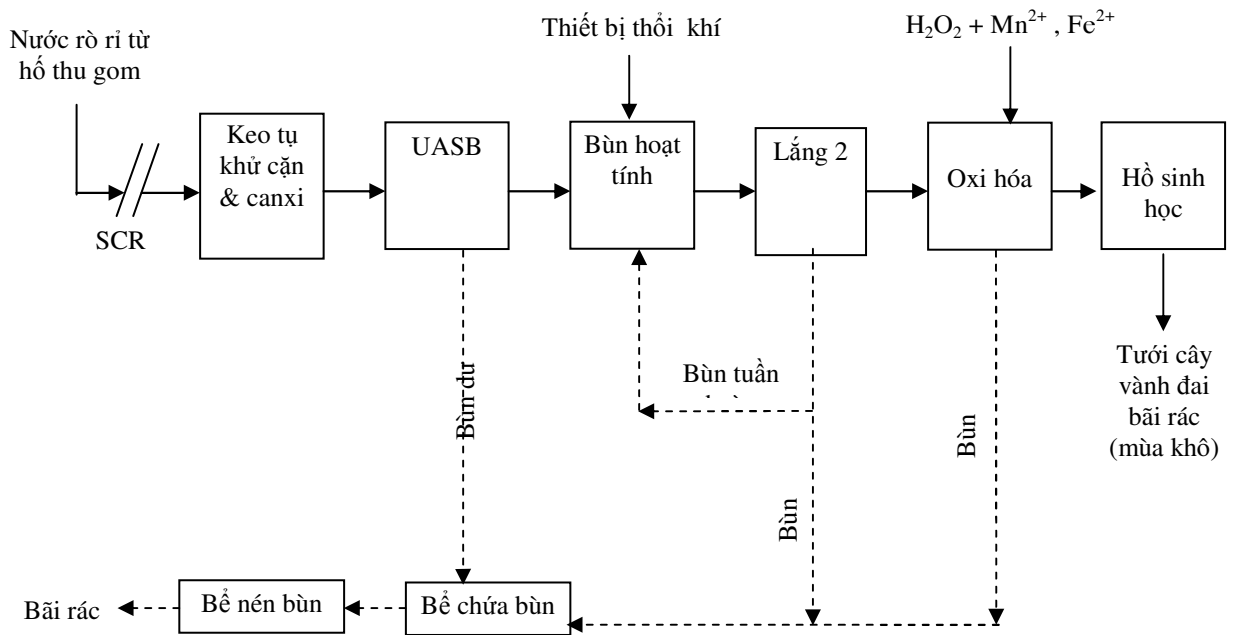 Nước rò rỉ từ
hố thu gom
Thiết bị thổi khí
H₂O₂ + Mn²⁺ , Fe²⁺
SCR
Keo tụ
khử cặn
& canxi
UASB
Bùn hoạt
tính
Lắng 2
Oxi hóa
Hồ sinh
học
Bùn dư
Bùn tuần
Bùn
Bùn
Tưới cây
vành đai
bãi rác
(mùa khô)
Bãi rác
Bể nén bùn
Bể chứa bùn